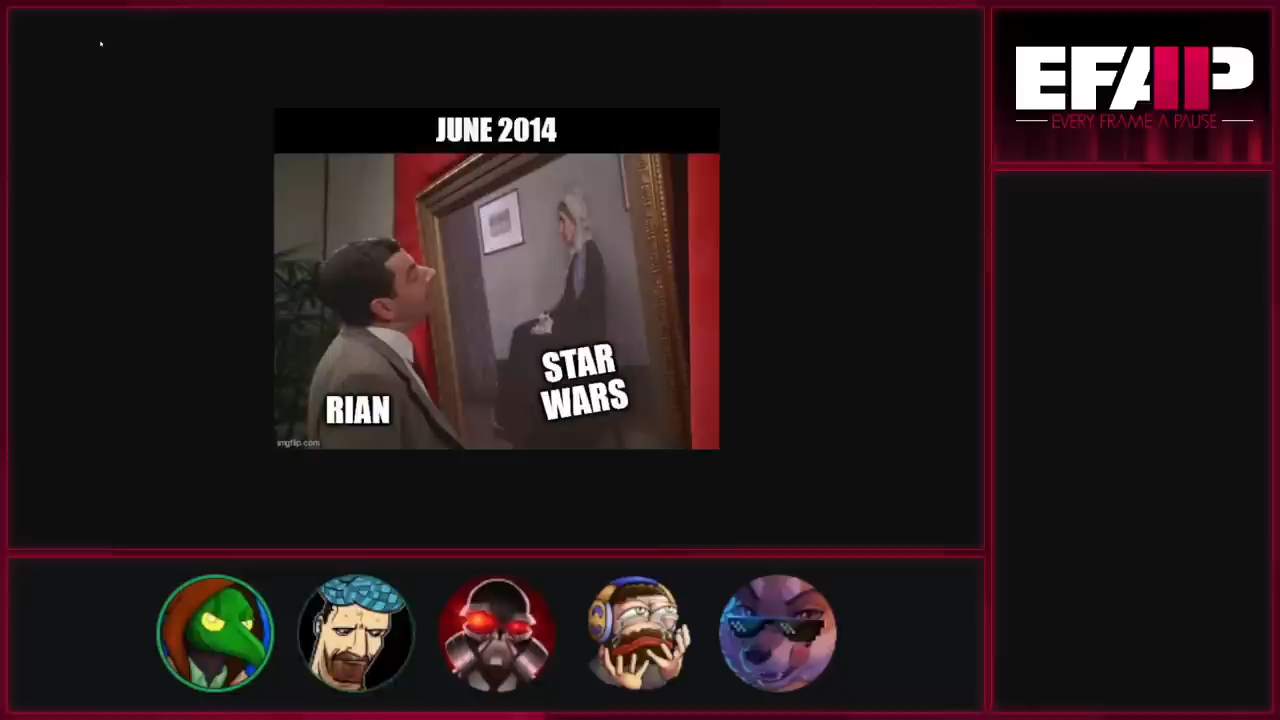 JUNE 2014
RIAN
STAR
WARS
imgflip.com
EFAP
EVERY FRAME A PAUSE